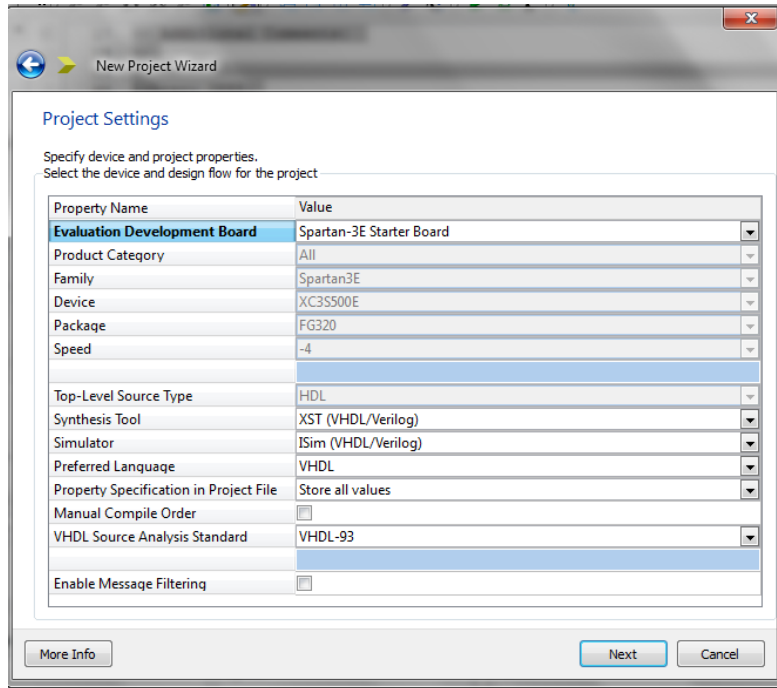 New Project Wizard
Project Settings
Specify device and project properties.
Select the device and design flow for the project
Property Name Value
Evaluation Development Board Spartan-3E Starter Board
Product Category All
Family Spartan3E
Device XC3S500E
Package FG320
Speed -4
Top-Level Source Type HDL
Synthesis Tool XST (VHDL/Verilog)
Simulator ISim (VHDL/Verilog)
Preferred Language VHDL
Property Specification in Project File Store all values
Manual Compile Order
VHDL Source Analysis Standard VHDL-93
Enable Message Filtering
More Info Next Cancel